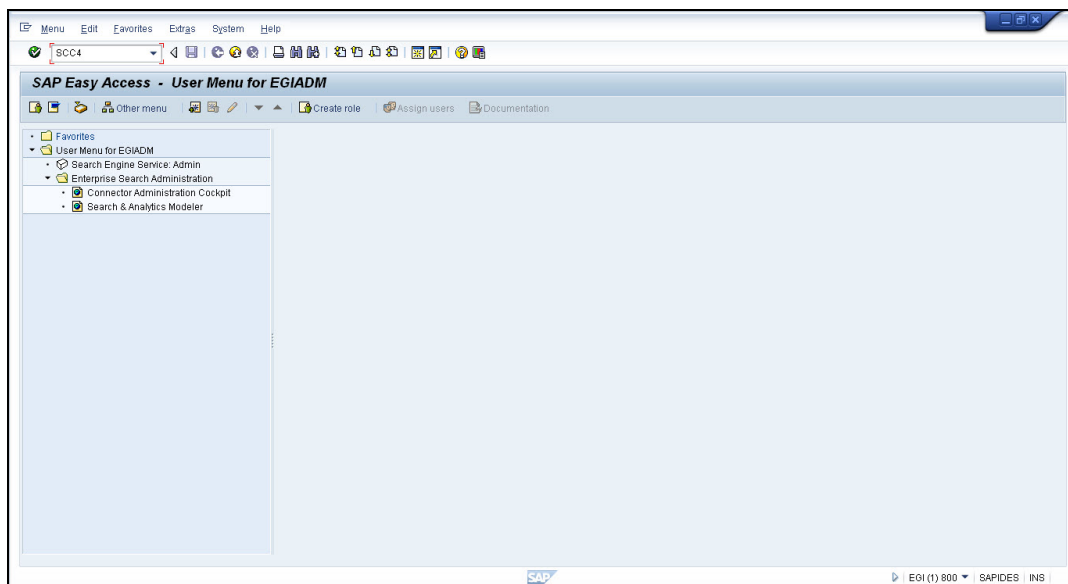 Menu Edit Favorites Extras System Help
SCC4
SAP Easy Access - User Menu for EGIADM
Other menu Create role Assign users Documentation
Favorites
User Menu for EGIADM
Search Engine Service: Admin
Enterprise Search Administration
Connector Administration Cockpit
Search & Analytics Modeler
SAP EGI (1) 800 SAPIDES INS